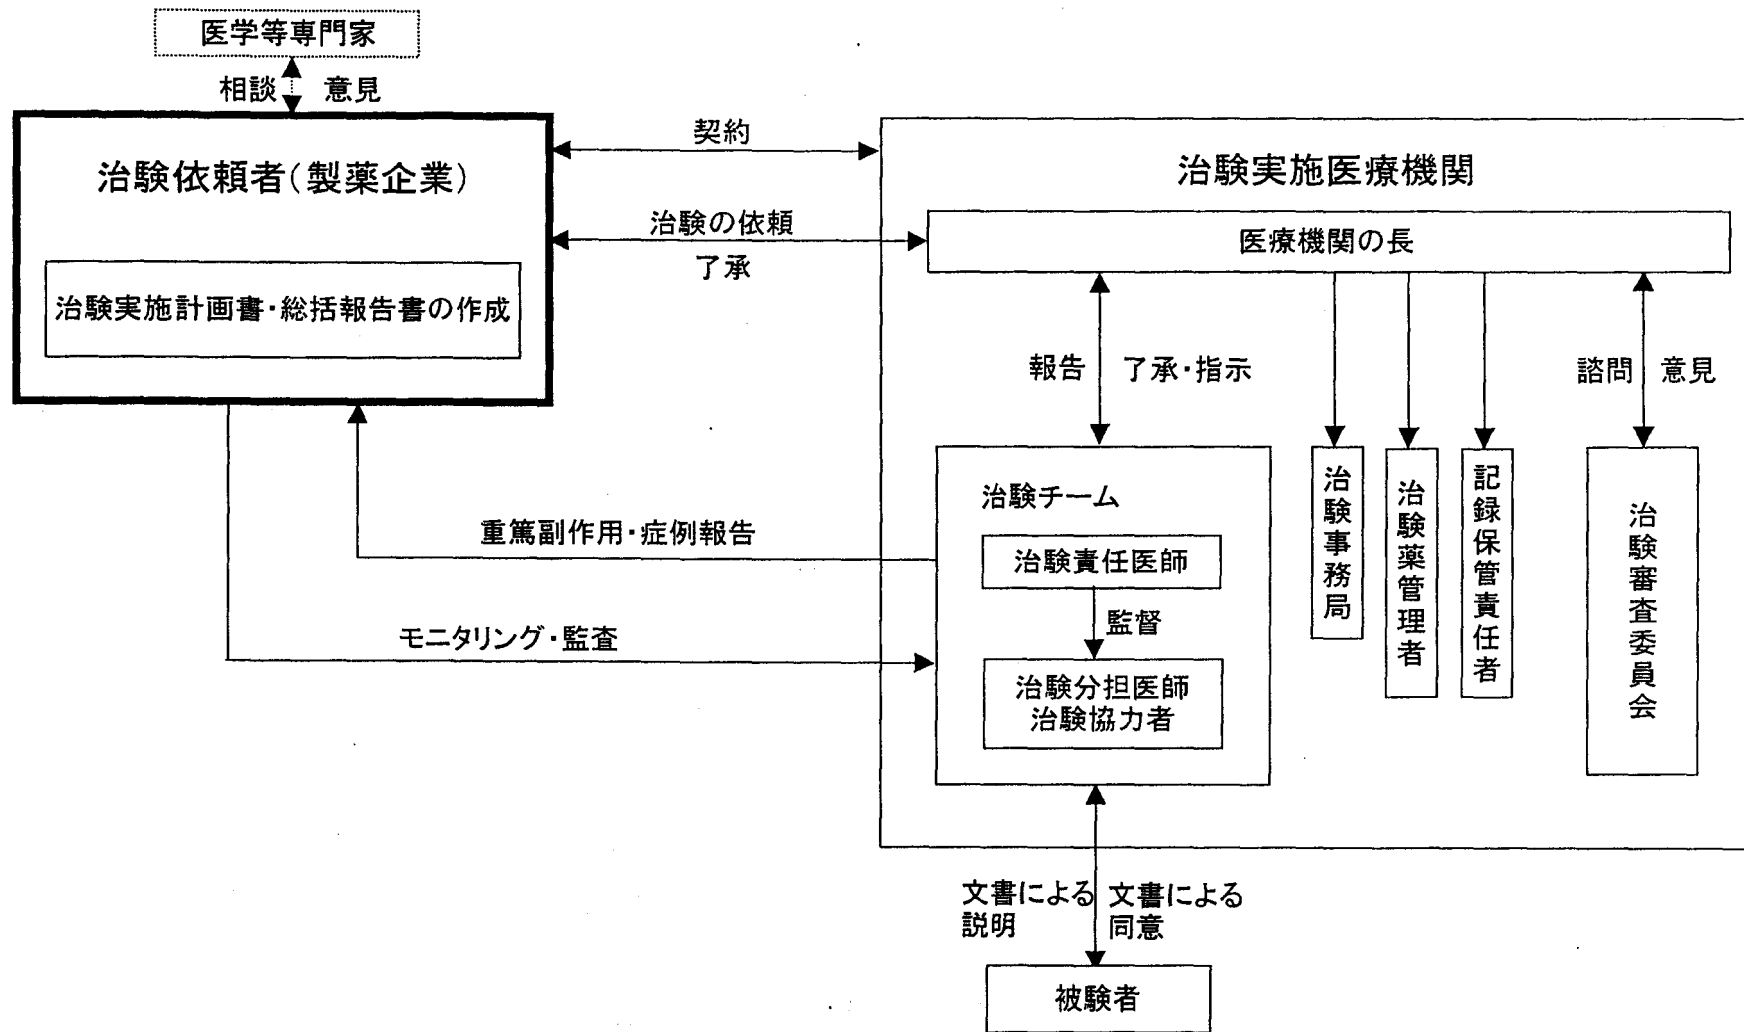 医学等専門家
相談 意見
治験依頼者(製薬企業)
治験実施計画書・総括報告書の作成
契約
治験の依頼
了承
治験実施医療機関
医療機関の長
報告 了承・指示
諮問 意見
治験チーム
治験責任医師
監督
治験分担医師
治験協力者
治験事務局
治験薬管理者
記録保管責任者
治験審査委員会
重篤副作用・症例報告
モニタリング・監査
文書による
説明
文書による
同意
被験者